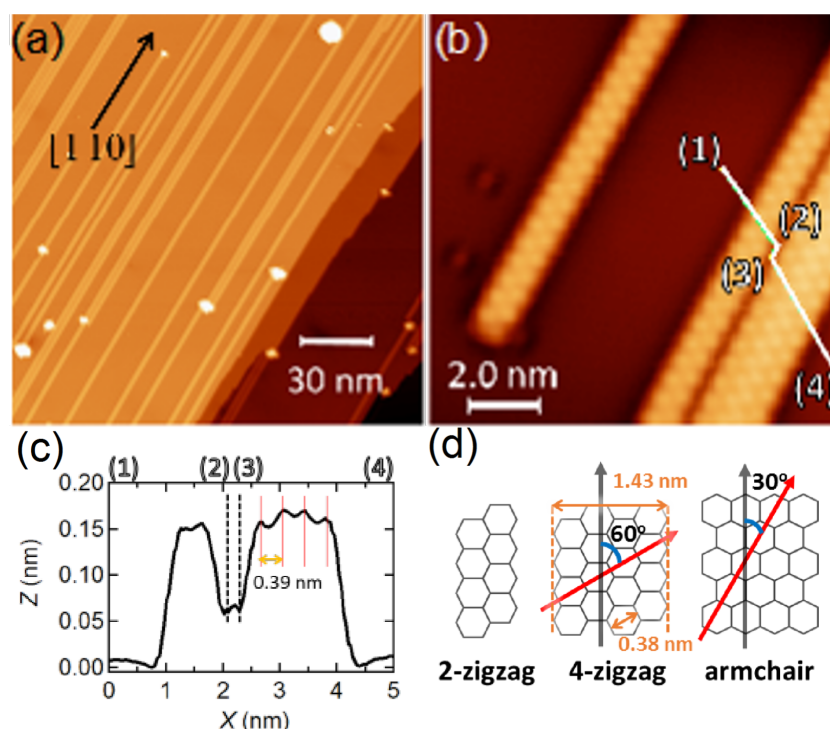 (a)
[1 10]
30 nm
(b)
(1)
(2)
(3)
(4)
2.0 nm
(c)
(1) (2) (3) (4)
0.20
0.15
0.10
0.05
0.00
Z (nm)
0.39 nm
0 1 2 3 4 5
X (nm)
(d)
1.43 nm
30º
60º
0.38 nm
2-zigzag 4-zigzag armchair